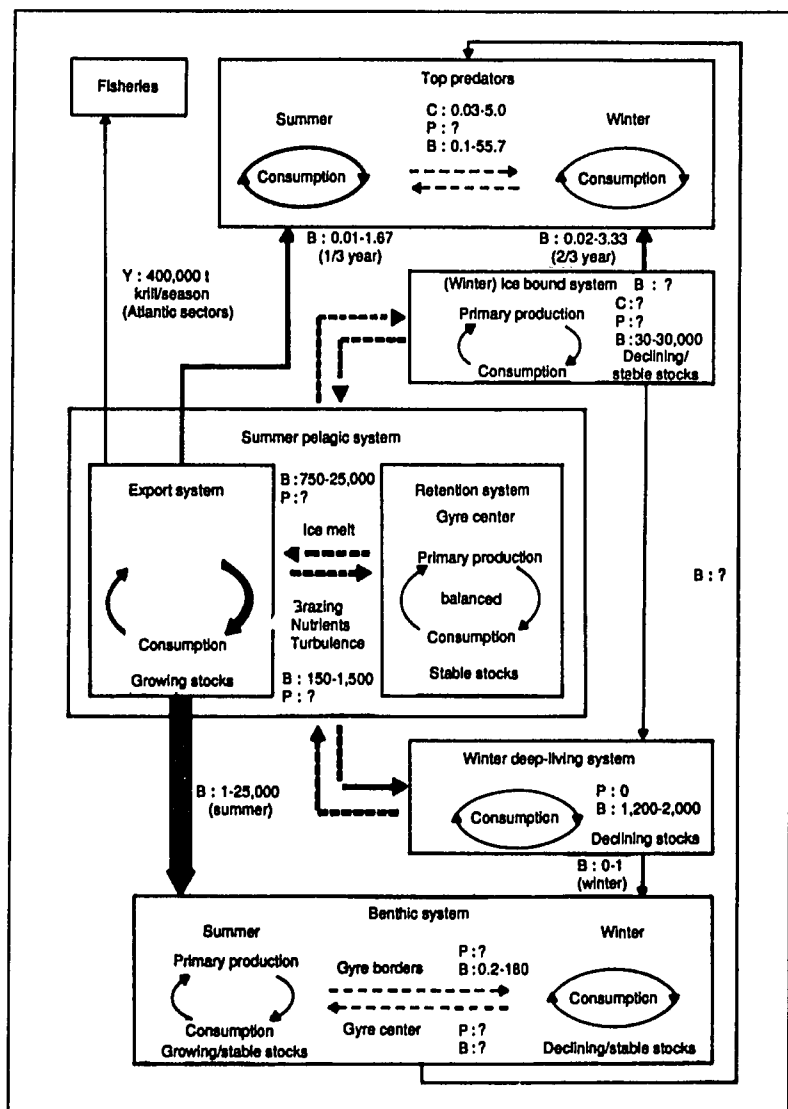 Fisheries
Top predators
Summer
C : 0.03-5.0
P : ?
B : 0.1-55.7
Winter
Consumption
Consumption
B : 0.01-1.67
(1/3 year)
B : 0.02-3.33
(2/3 year)
Y : 400,000 t
krill/season
(Atlantic sectors)
(Winter) Ice bound system B : ?
C : ?
P : ?
B : 30-30,000
Declining/
stable stocks
Primary production
Consumption
Summer pelagic system
Export system
Consumption
Growing stocks
B : 750-25,000
P : ?
Ice melt
Grazing
Nutrients
Turbulence
B : 150-1,500
P : ?
Retention system
Gyre center
Primary production
balanced
Consumption
Stable stocks
B : ?
B : 1-25,000
(summer)
Winter deep-living system
Consumption
P : 0
B : 1,200-2,000
Declining stocks
B : 0-1
(winter)
Benthic system
Summer
Primary production
Consumption
Growing/stable stocks
Gyre borders
P : ?
B : 0.2-180
Gyre center
P : ?
B : ?
Winter
Consumption
Declining/stable stocks